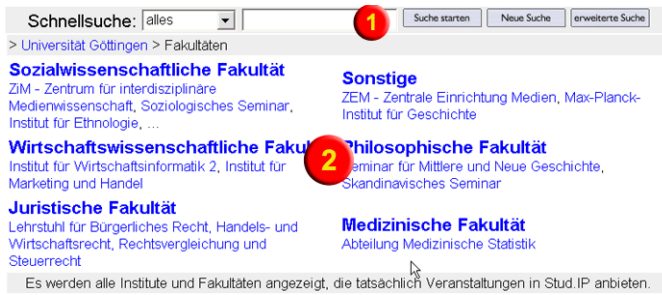 Schnellsuche: alles 1 Suche starten Neue Suche erweiterte Suche
> Universität Göttingen > Fakultäten
Sozialwissenschaftliche Fakultät
ZiM - Zentrum für interdisziplinäre
Medienwissenschaft, Soziologisches Seminar,
Institut für Ethnologie, ...
Sonstige
ZEM - Zentrale Einrichtung Medien, Max-Planck-
Institut für Geschichte
Wirtschaftswissenschaftliche Fakul
Institut für Wirtschaftsinformatik 2, Institut für
Marketing und Handel
2
Philosophische Fakultät
Seminar für Mittlere und Neue Geschichte,
Skandinavisches Seminar
Juristische Fakultät
Lehrstuhl für Bürgerliches Recht, Handels- und
Wirtschaftsrecht, Rechtsvergleichung und
Steuerrecht
Medizinische Fakultät
Abteilung Medizinische Statistik
Es werden alle Institute und Fakultäten angezeigt, die tatsächlich Veranstaltungen in Stud.IP anbieten.